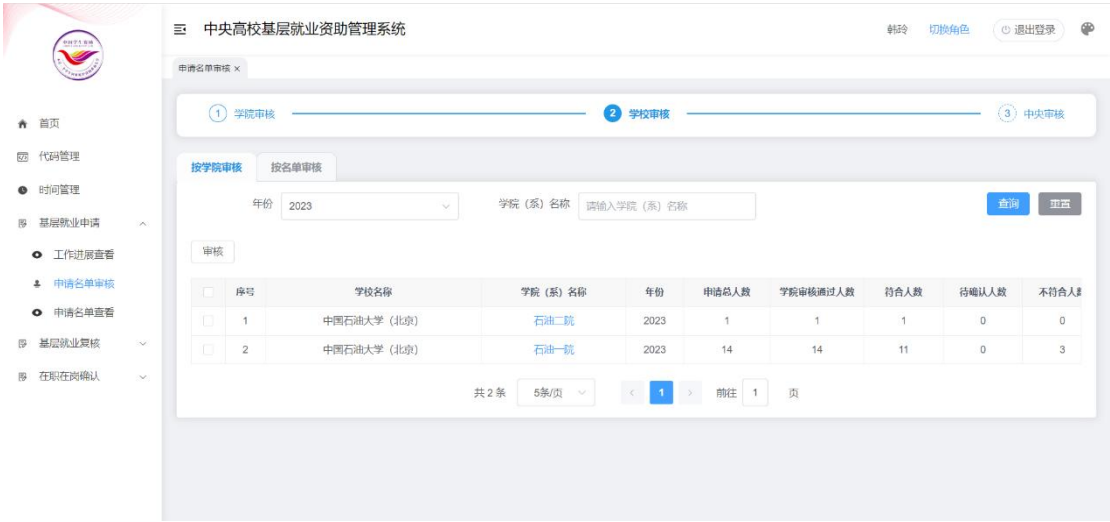 中央高校基层就业资助管理系统
韩玲 切换角色 退出登录
申请名单审核 ×
首页
代码管理
时间管理
基层就业申请
工作进展查看
申请名单审核
申请名单查看
基层就业复核
在职在岗确认
1 学院审核 2 学校审核 3 中央审核
按学院审核 按名单审核
年份 2023 学院（系）名称 请输入学院（系）名称 查询 重置
审核
序号 学校名称 学院（系）名称 年份 申请总人数 学院审核通过人数 符合人数 待确认人数 不符合人数
1 中国石油大学（北京） 石油二院 2023 1 1 1 0 0
2 中国石油大学（北京） 石油一院 2023 14 14 11 0 3
共 2 条 5条/页 < 1 > 前往 1 页